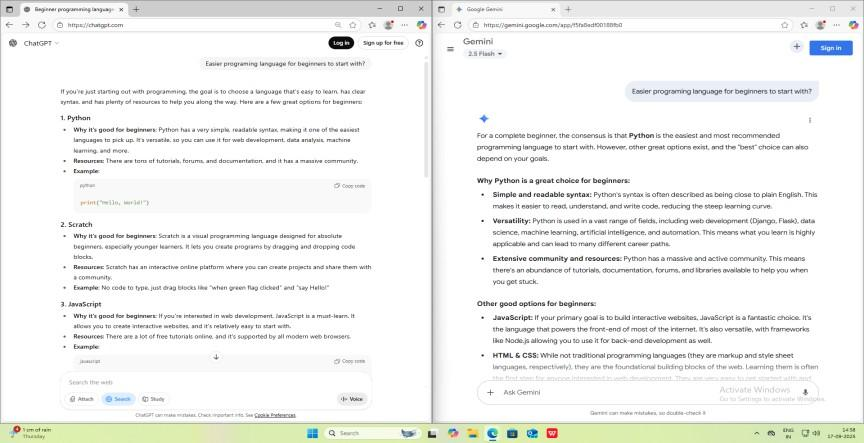 Beginner programming languag
https://chatgpt.com
ChatGPT
Log in
Sign up for free
Easier programing language for beginners to start with?
If you're just starting out with programming, the goal is to choose a language that's easy to learn, has clear
syntax, and has plenty of resources to help you along the way. Here are a few great options for beginners:
1. Python
Why it's good for beginners: Python has a very simple, readable syntax, making it one of the easiest
languages to pick up. It's versatile, so you can use it for web development, data analysis, machine
learning, and more.
Resources: There are tons of tutorials, forums, and documentation, and it has a massive community.
Example:
python
Copy code
print("Hello, World!")
2. Scratch
Why it's good for beginners: Scratch is a visual programming language designed for absolute
beginners, especially younger learners. It lets you create programs by dragging and dropping code
blocks.
Resources: Scratch has an interactive online platform where you can create projects and share them with
a community.
Example: No code to type, just drag blocks like "when green flag clicked" and "say Hello!"
3. JavaScript
Why it's good for beginners: If you're interested in web development, JavaScript is a must-learn. It
allows you to create interactive websites, and it's relatively easy to start with.
Resources: There are a lot of free tutorials online, and it's supported by all modern web browsers.
Example:
javascript
Copy code
Search the web
Attach
Search
Study
Voice
ChatGPT can make mistakes. Check important info. See Cookie Preferences.
Google Gemini
https://gemini.google.com/app/
Gemini
2.5 Flash
Sign in
Easier programing language for beginners to start with?
For a complete beginner, the consensus is that Python is the easiest and most recommended
programming language to start with. However, other great options exist, and the "best" choice can also
depend on your goals.
Why Python is a great choice for beginners:
Simple and readable syntax: Python's syntax is often described as being close to plain English. This
makes it easier to read, understand, and write code, reducing the steep learning curve.
Versatility: Python is used in a vast range of fields, including web development (Django, Flask), data
science, machine learning, artificial intelligence, and automation. This means what you learn is highly
applicable and can lead to many different career paths.
Extensive community and resources: Python has a massive and active community. This means
there's an abundance of tutorials, documentation, forums, and libraries available to help you when
you get stuck.
Other good options for beginners:
JavaScript: If your primary goal is to build interactive websites, JavaScript is a fantastic choice. It's
the language that powers the front-end of most of the internet. It's also versatile, with frameworks
like Node.js allowing you to use it for back-end development as well.
HTML & CSS: While not traditional programming languages (they are markup and style sheet
languages, respectively), they are the foundational building blocks of the web. Learning them is often
the first step for anyone interested in web development. They are very easy to get started with and
Ask Gemini
Activate Windows
Go to Settings to activate Windows.
Gemini can make mistakes, so double-check it
1 cm of rain
Thursday
Search
ENG
IN
14:58